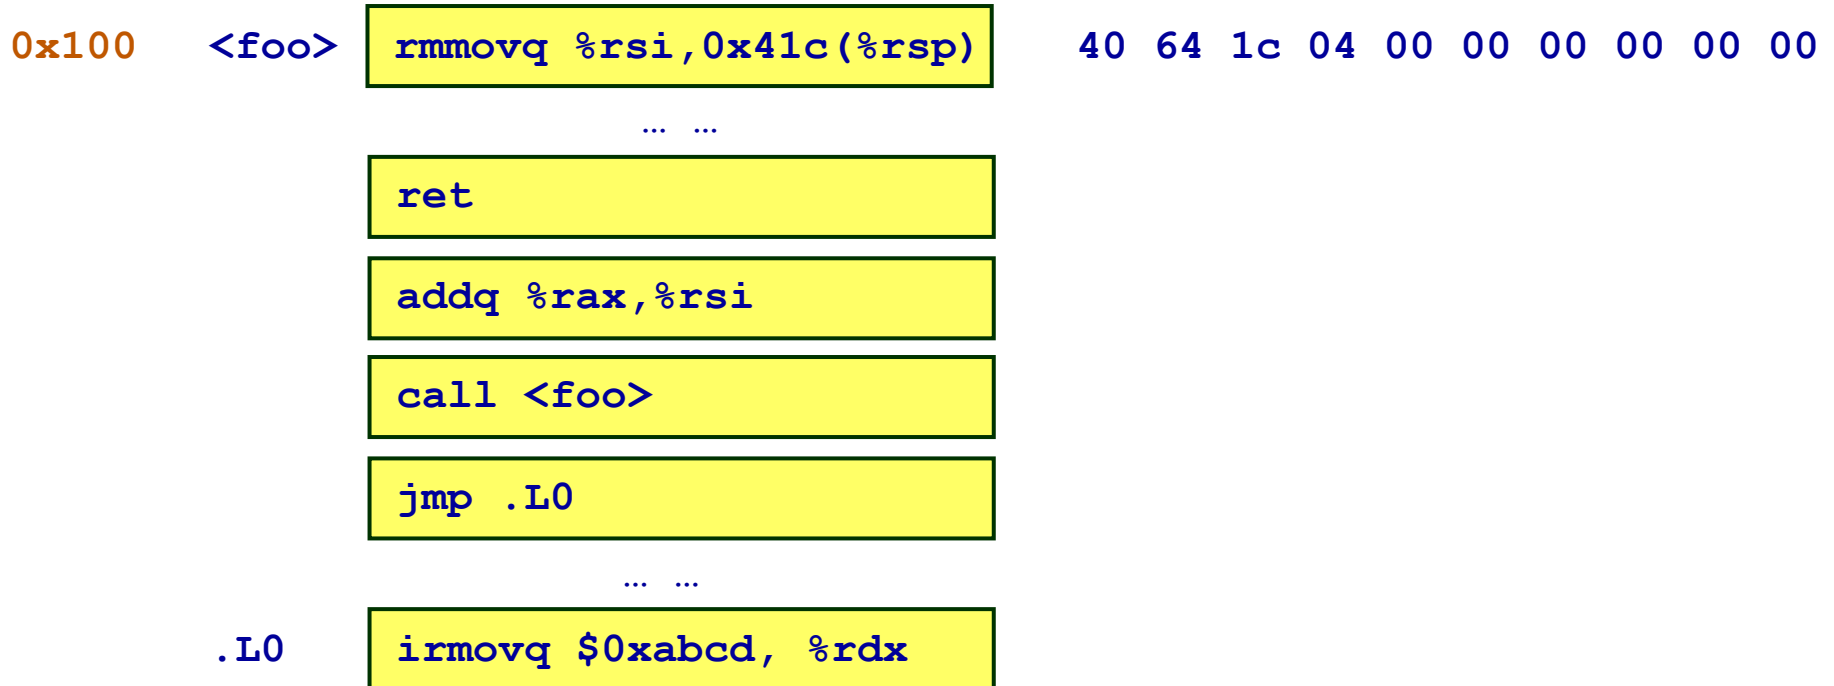 0x100 <foo> rmmovq %rsi,0x41c(%rsp) 40 64 1c 04 00 00 00 00 00 00
… …
ret
addq %rax,%rsi
call <foo>
jmp .L0
… …
.L0 irmovq $0xabcd, %rdx